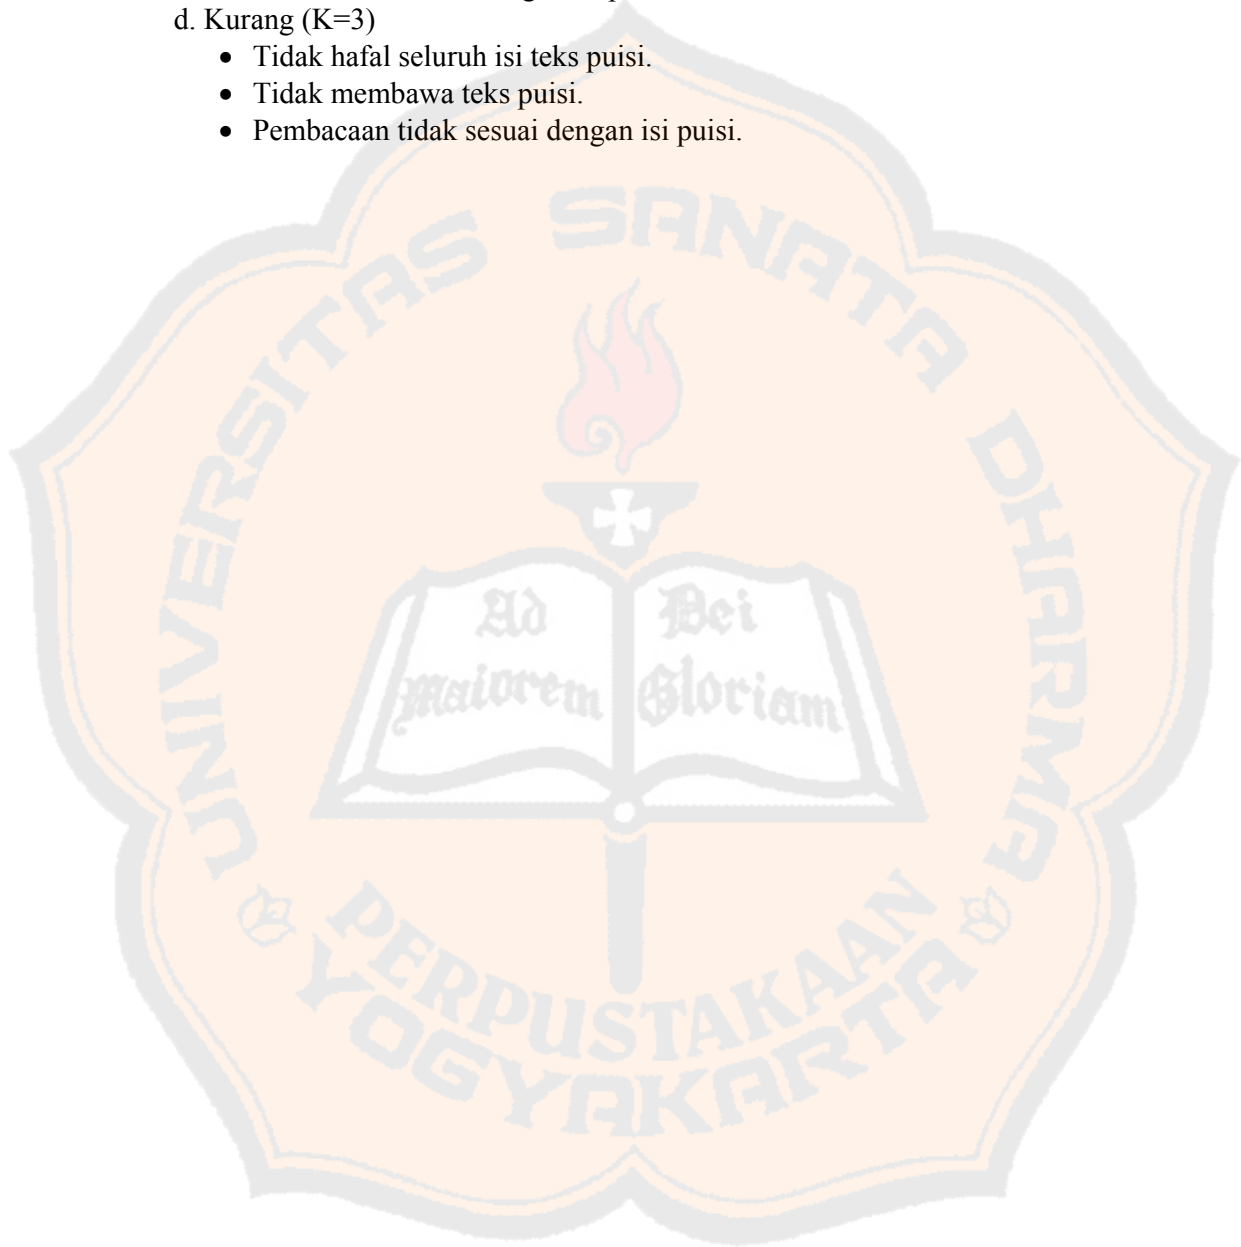 d. Kurang (K=3)
• Tidak hafal seluruh isi teks puisi.
• Tidak membawa teks puisi.
• Pembacaan tidak sesuai dengan isi puisi.
UNIVERSITAS SANATA DHARMA
Ad Dei
maiorem Gloriam
PERPUSTAKAAN
YOGYAKARTA